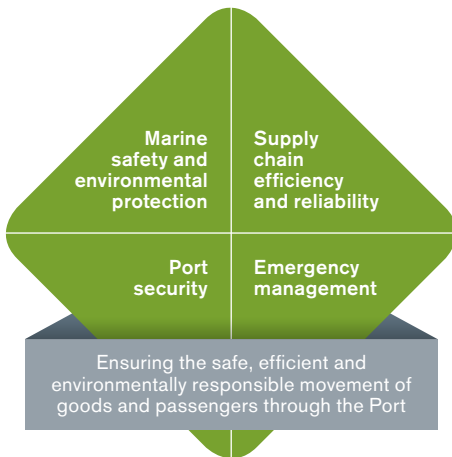 Marine
safety and
environmental
protection
Supply
chain
efficiency
and reliability
Port
security
Emergency
management
Ensuring the safe, efficient and
environmentally responsible movement of
goods and passengers through the Port